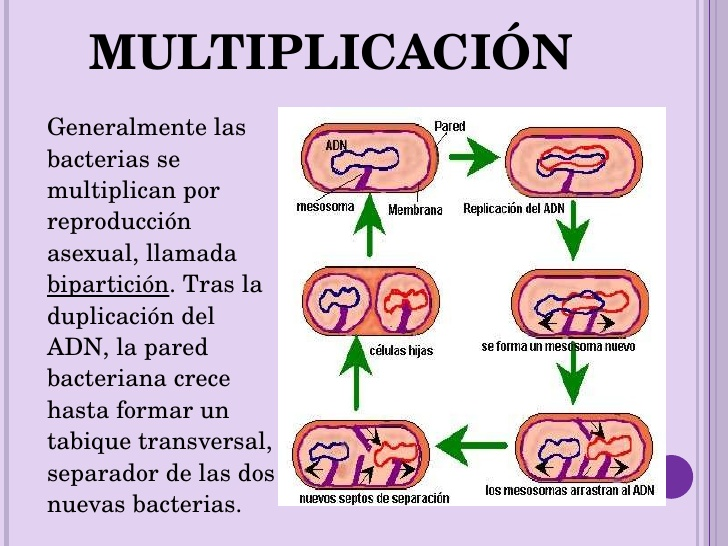 MULTIPLICACIÓN
Generalmente las
bacterias se
multiplican por
reproducción
asexual, llamada
bipartición. Tras la
duplicación del
ADN, la pared
bacteriana crece
hasta formar un
tabique transversal,
separador de las dos
nuevas bacterias.
Pared
ADN
mesosoma
Membrana
Replicación del ADN
células hijas
se forma un mesosoma nuevo
nuevos septos de separación
los mesosomas arrastran al ADN